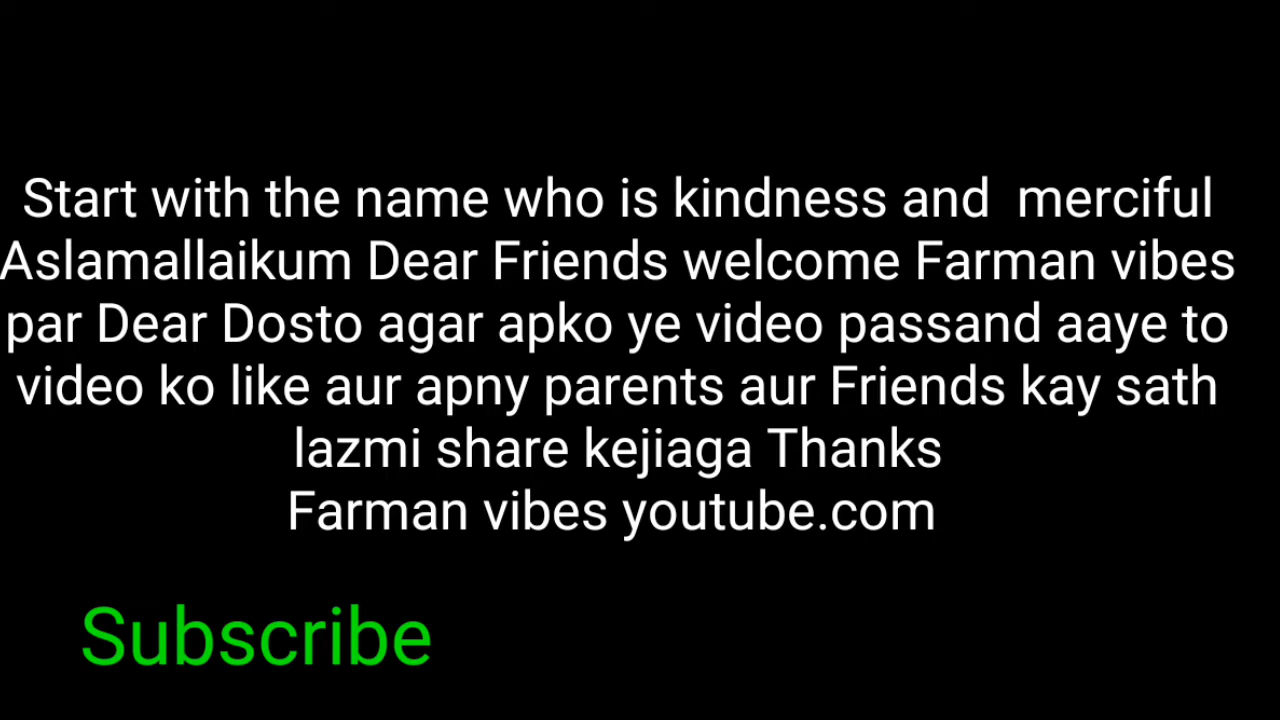 Start with the name who is kindness and  merciful
Aslamallaikum Dear Friends welcome Farman vibes
par Dear Dosto agar apko ye video passand aaye to
video ko like aur apny parents aur Friends kay sath
lazmi share kejiaga Thanks
Farman vibes youtube.com
Subscribe